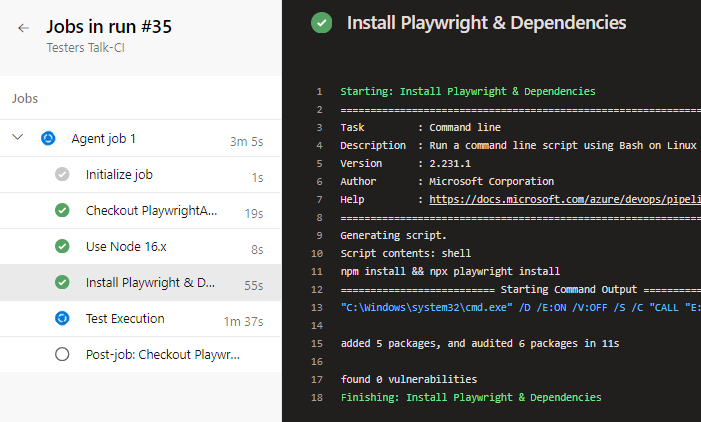 Jobs in run #35
Testers Talk-CI
Jobs
Agent job 1 3m 5s
Initialize job 1s
Checkout PlaywrightA... 19s
Use Node 16.x 8s
Install Playwright & D... 55s
Test Execution 1m 37s
Post-job: Checkout Playwr...
Install Playwright & Dependencies
1 Starting: Install Playwright & Dependencies
2 ==============================================================
3 Task : Command line
4 Description : Run a command line script using Bash on Linux
5 Version : 2.231.1
6 Author : Microsoft Corporation
7 Help : https://docs.microsoft.com/azure/devops/pipeli
8 ==============================================================
9 Generating script.
10 Script contents: shell
11 npm install && npx playwright install
12 ========================== Starting Command Output ==========
13 "C:\Windows\system32\cmd.exe" /D /E:ON /V:OFF /S /C "CALL "E:
14
15 added 5 packages, and audited 6 packages in 11s
16
17 found 0 vulnerabilities
18 Finishing: Install Playwright & Dependencies